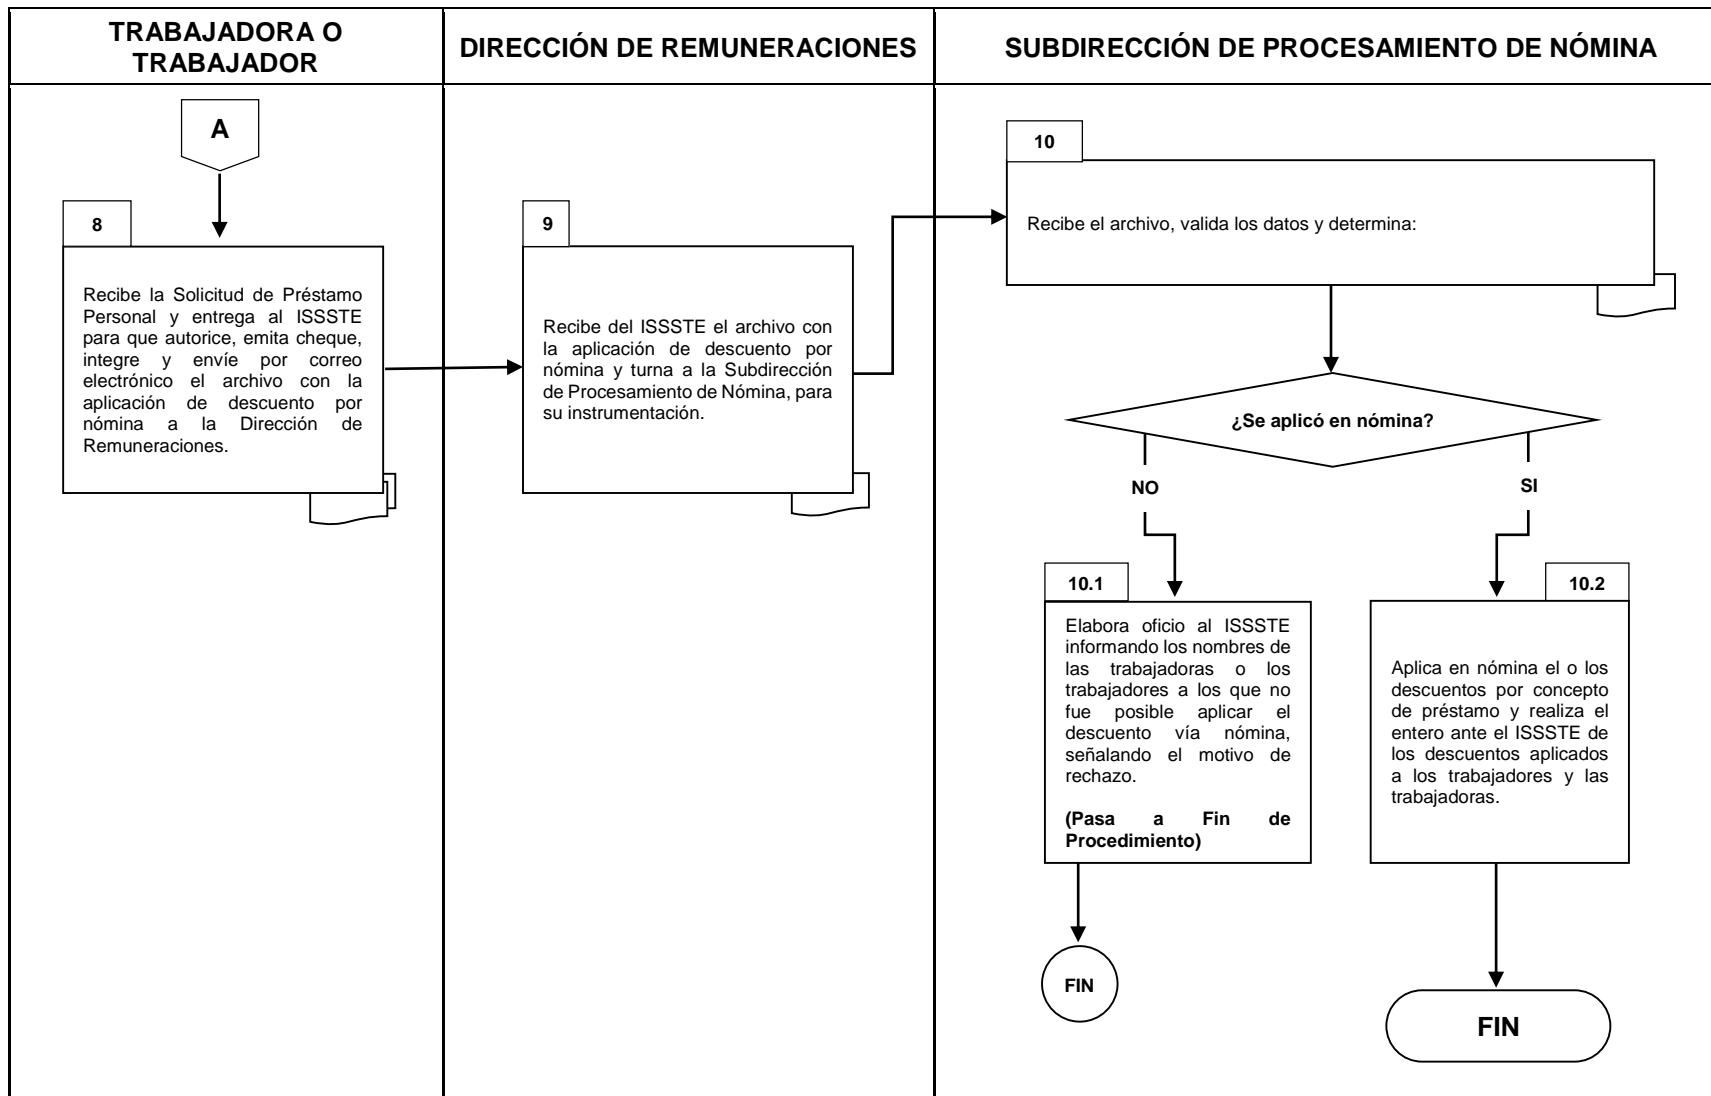 TRABAJADORA O
TRABAJADOR
DIRECCIÓN DE REMUNERACIONES
SUBDIRECCIÓN DE PROCESAMIENTO DE NÓMINA
A
8
Recibe la Solicitud de Préstamo
Personal y entrega al ISSSTE
para que autorice, emita cheque,
integre y envíe por correo
electrónico el archivo con la
aplicación de descuento por
nómina a la Dirección de
Remuneraciones.
9
Recibe del ISSSTE el archivo con
la aplicación de descuento por
nómina y turna a la Subdirección
de Procesamiento de Nómina, para
su instrumentación.
10
Recibe el archivo, valida los datos y determina:
¿Se aplicó en nómina?
NO
SI
10.1
Elabora oficio al ISSSTE
informando los nombres de
las trabajadoras o los
trabajadores a los que no
fue posible aplicar el
descuento vía nómina,
señalando el motivo de
rechazo.
(Pasa a Fin de
Procedimiento)
FIN
10.2
Aplica en nómina el o los
descuentos por concepto
de préstamo y realiza el
entero ante el ISSSTE de
los descuentos aplicados
a los trabajadores y las
trabajadoras.
FIN